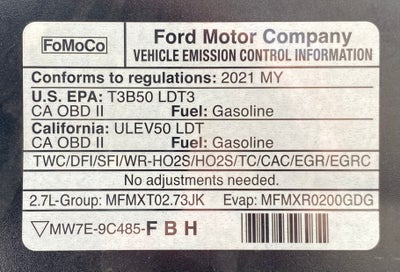 FoMoCo
Ford Motor Company
VEHICLE EMISSION CONTROL INFORMATION
Conforms to regulations: 2021 MY
U.S. EPA: T3B50 LDT3
CA OBD II Fuel: Gasoline
California: ULEV50 LDT
CA OBD II Fuel: Gasoline
TWC/DFI/SFI/WR-HO2S/HO2S/TC/CAC/EGR/EGRC
No adjustments needed.
2.7L-Group: MFMXT02.73JK Evap: MFMXR0200GDG
▽MW7E-9C485-F B H